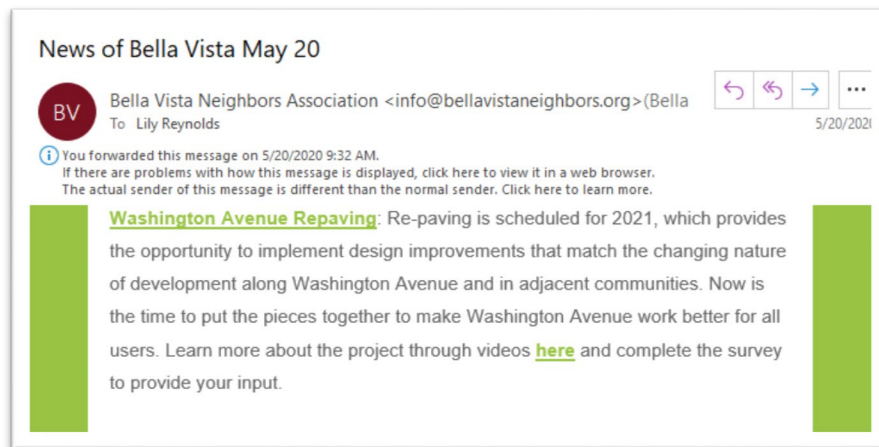 News of Bella Vista May 20
BV
Bella Vista Neighbors Association <info@bellavistaneighbors.org>(Bella
To Lily Reynolds
5/20/2020
You forwarded this message on 5/20/2020 9:32 AM.
If there are problems with how this message is displayed, click here to view it in a web browser.
The actual sender of this message is different than the normal sender. Click here to learn more.
Washington Avenue Repaving: Re-paving is scheduled for 2021, which provides
the opportunity to implement design improvements that match the changing nature
of development along Washington Avenue and in adjacent communities. Now is
the time to put the pieces together to make Washington Avenue work better for all
users. Learn more about the project through videos here and complete the survey
to provide your input.